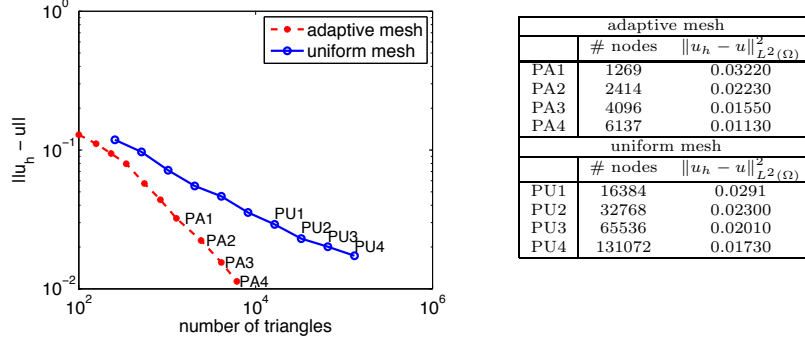 10^0
adaptive mesh
uniform mesh
||u_h − u||
10^−1
PA1
PA2
PA3
PA4
PU1
PU2
PU3
PU4
10^−2
10^2
10^4
10^6
number of triangles
adaptive mesh
# nodes ‖u_h − u‖^2_{L^2(Ω)}
PA1 1269 0.03220
PA2 2414 0.02230
PA3 4096 0.01550
PA4 6137 0.01130
uniform mesh
# nodes ‖u_h − u‖^2_{L^2(Ω)}
PU1 16384 0.0291
PU2 32768 0.02300
PU3 65536 0.02010
PU4 131072 0.01730